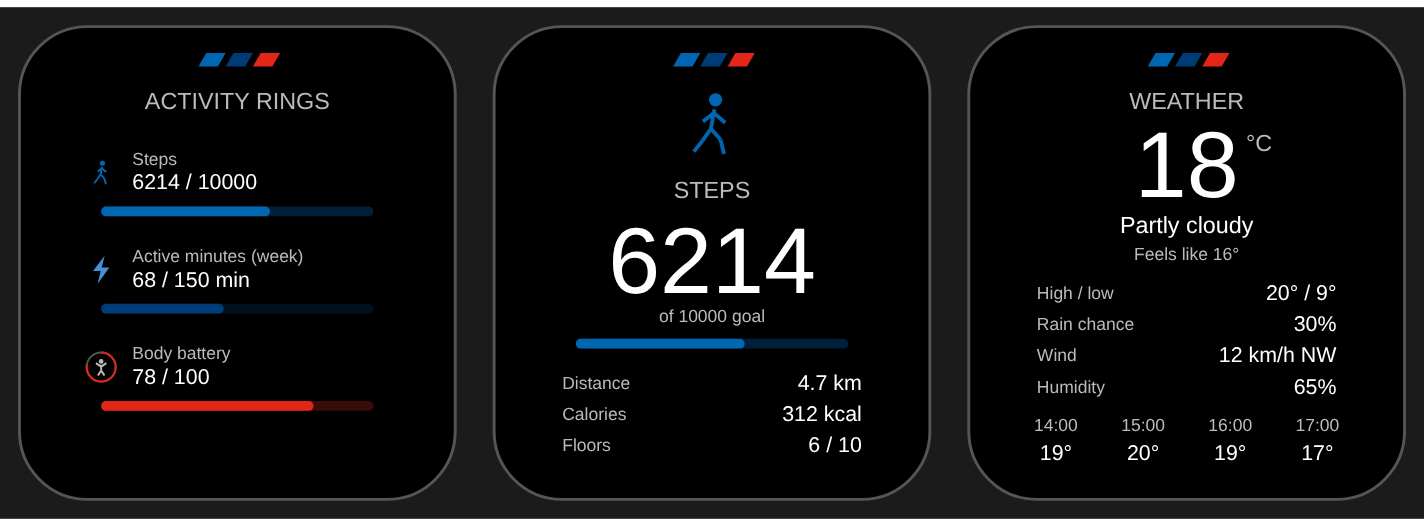 ACTIVITY RINGS
Steps
6214 / 10000
Active minutes (week)
68 / 150 min
Body battery
78 / 100
STEPS
6214
of 10000 goal
Distance 4.7 km
Calories 312 kcal
Floors 6 / 10
WEATHER
18 °C
Partly cloudy
Feels like 16°
High / low 20° / 9°
Rain chance 30%
Wind 12 km/h NW
Humidity 65%
14:00 15:00 16:00 17:00
19° 20° 19° 17°